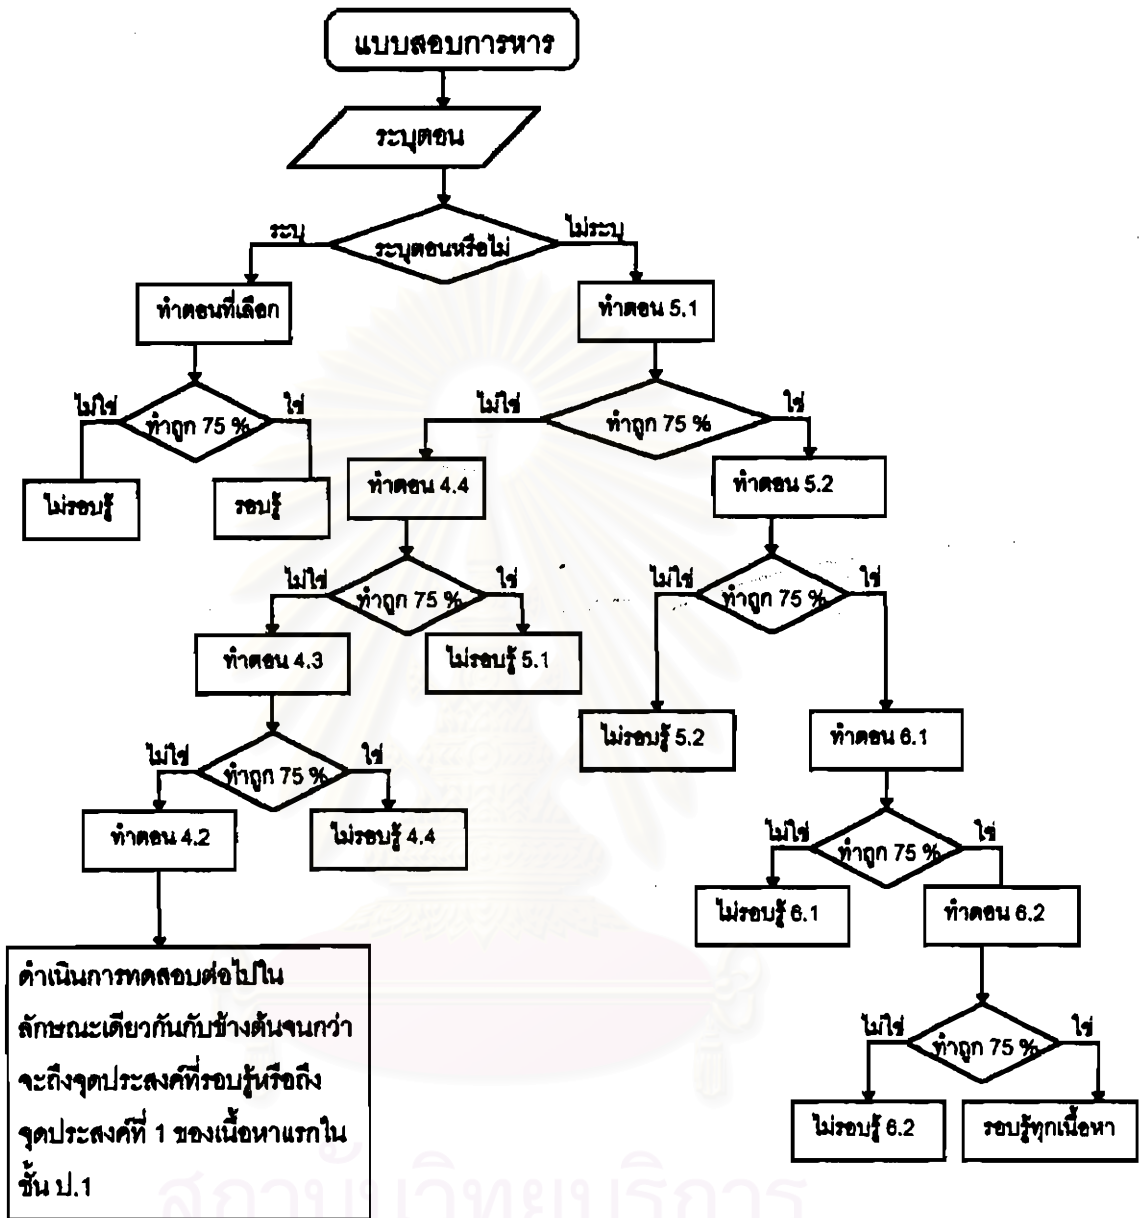 แบบสอบการหาร
ระบุตอน
ระบุ
ไม่ระบุ
ระบุตอนหรือไม่
ทำตอนที่เลือก
ทำตอน 5.1
ไม่ใช่
ใช่
ทำถูก 75 %
ไม่ใช่
ใช่
ทำถูก 75 %
ไม่รอบรู้
รอบรู้
ทำตอน 4.4
ทำตอน 5.2
ไม่ใช่
ใช่
ทำถูก 75 %
ไม่ใช่
ใช่
ทำถูก 75 %
ทำตอน 4.3
ไม่รอบรู้ 5.1
ไม่รอบรู้ 5.2
ทำตอน 6.1
ไม่ใช่
ใช่
ทำถูก 75 %
ทำตอน 4.2
ไม่รอบรู้ 4.4
ไม่ใช่
ใช่
ทำถูก 75 %
ไม่รอบรู้ 6.1
ทำตอน 6.2
ดำเนินการทดสอบต่อไปใน
ลักษณะเดียวกันกับข้างต้นจนกว่า
จะถึงจุดประสงค์ที่รอบรู้หรือถึง
จุดประสงค์ที่ 1 ของเนื้อหาแรกใน
ชั้น ป.1
ไม่ใช่
ใช่
ทำถูก 75 %
ไม่รอบรู้ 6.2
รอบรู้ทุกเนื้อหา
สถาบันวิทยบริการ